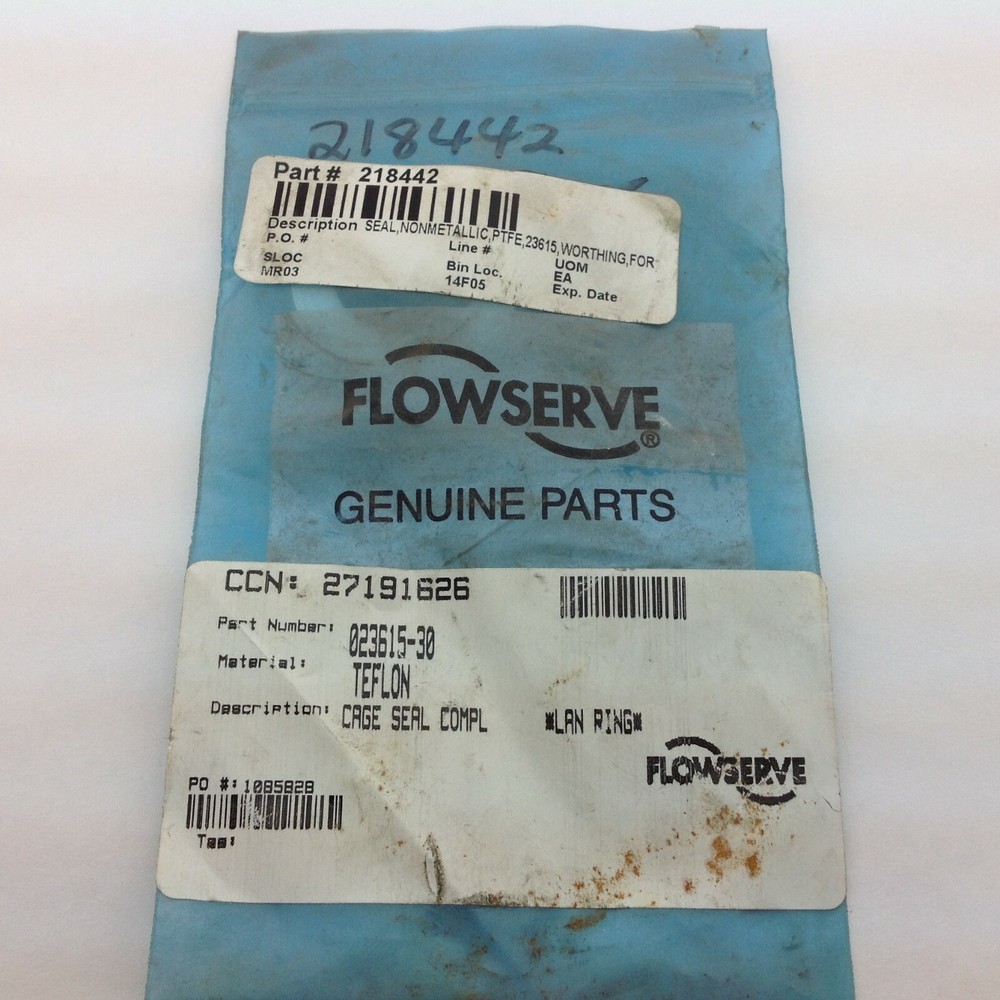 218442
Part # 218442
Description SEAL,NONMETALLIC,PTFE,23615,WORTHING,FOR
P.O. # Line # UOM
SLOC Bin Loc. EA
MR03 14F05 Exp. Date
FLOWSERVE ®
GENUINE PARTS
CCN: 27191626
Part Number: 023615-30
Material: TEFLON
Description: CAGE SEAL COMPL *LAN RING*
FLOWSERVE
PO #: 1085828
Tag: